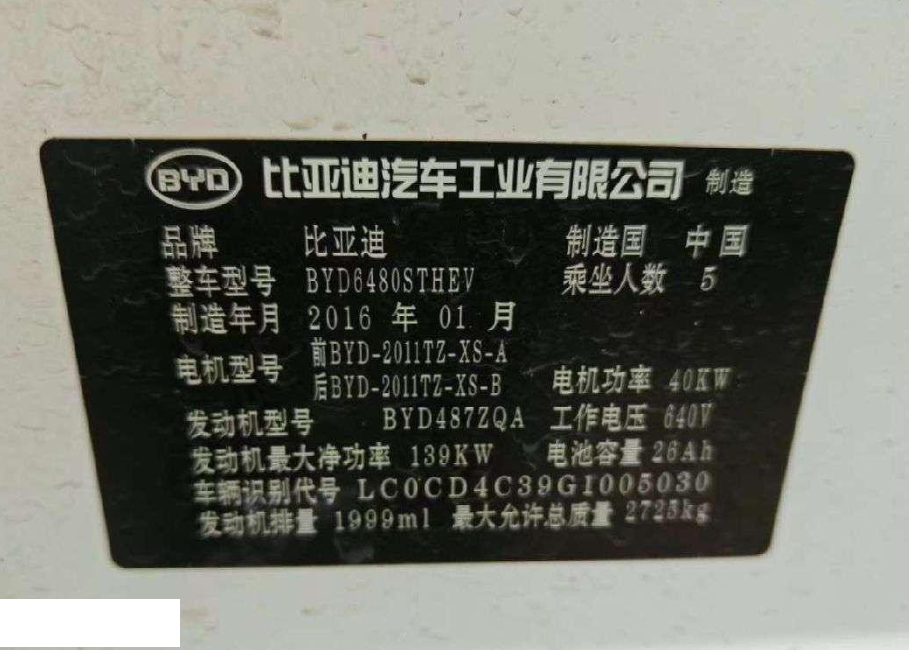 BYD 比亚迪汽车工业有限公司 制造
品牌 比亚迪 制造国 中国
整车型号 BYD6480STHEV 乘坐人数 5
制造年月 2016 年 01 月
电机型号 前BYD-2011TZ-XS-A
后BYD-2011TZ-XS-B 电机功率 40KW
发动机型号 BYD487ZQA 工作电压 640V
发动机最大净功率 139KW 电池容量 26Ah
车辆识别代号 LC0CD4C39G1005030
发动机排量 1999ml 最大允许总质量 2725kg